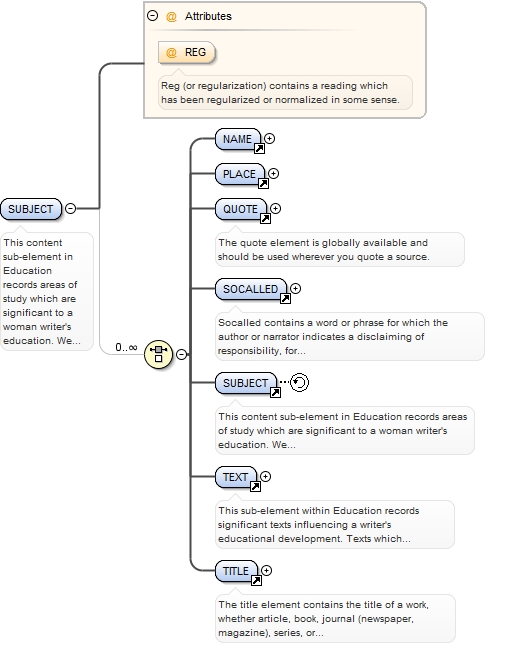 Attributes
REG
Reg (or regularization) contains a reading which
has been regularized or normalized in some sense.
NAME
PLACE
SUBJECT
QUOTE
This content
sub-element in
Education
records areas of
study which are
significant to a
woman writer's
education. We...
The quote element is globally available and
should be used wherever you quote a source.
SOCALLED
Socalled contains a word or phrase for which the
author or narrator indicates a disclaiming of
responsibility, for...
0..∞
SUBJECT
This content sub-element in Education records areas
of study which are significant to a woman writer's
education. We...
TEXT
This sub-element within Education records
significant texts influencing a writer's
educational development. Texts which...
TITLE
The title element contains the title of a work,
whether article, book, journal (newspaper,
magazine), series, or...